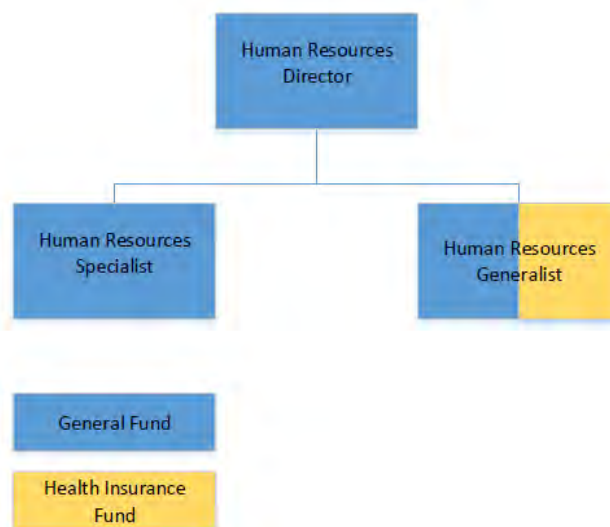 Human Resources
Director
Human Resources
Specialist
Human Resources
Generalist
General Fund
Health Insurance
Fund